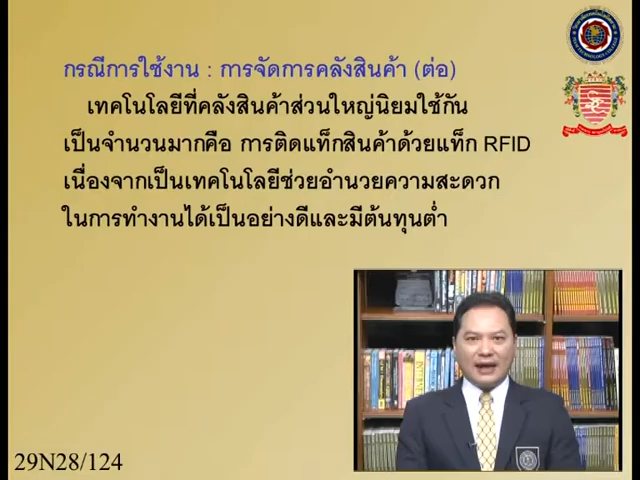 กรณีการใช้งาน : การจัดการคลังสินค้า (ต่อ)
เทคโนโลยีที่คลังสินค้าส่วนใหญ่นิยมใช้กัน
เป็นจำนวนมากคือ การติดแท็กสินค้าด้วยแท็ก RFID
เนื่องจากเป็นเทคโนโลยีช่วยอำนวยความสะดวก
ในการทำงานได้เป็นอย่างดีและมีต้นทุนต่ำ
29N28/124